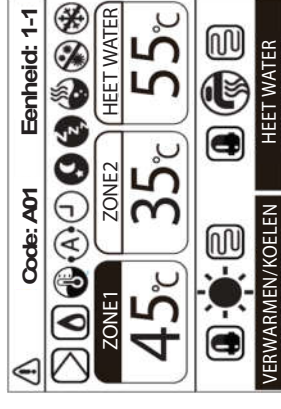 Code: A01 Eenheid: 1-1
A
ZONE1 ZONE2 HEET WATER
45°C 35°C 55°C
VERWARMEN/KOELEN HEET WATER